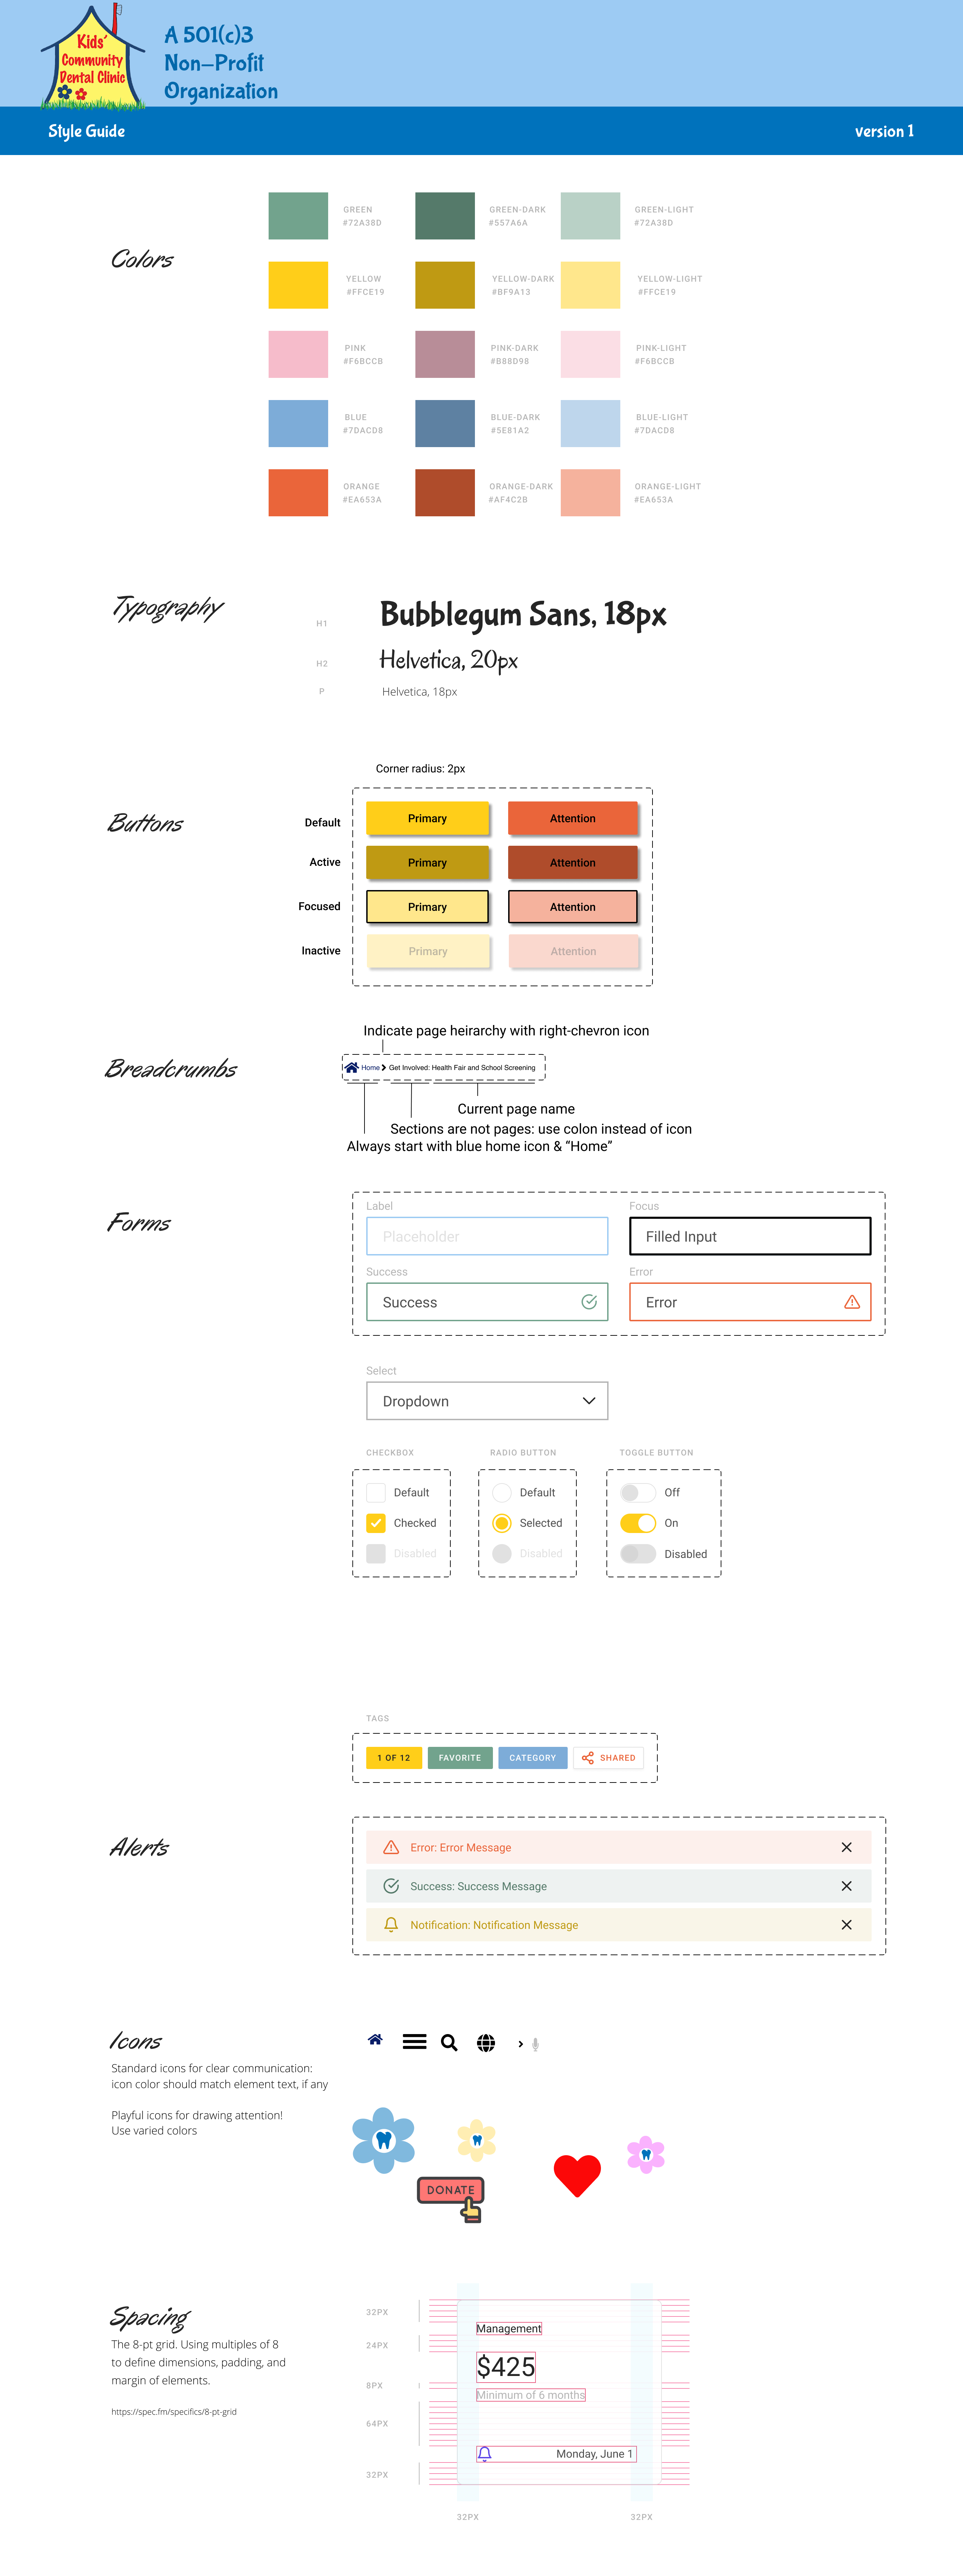 Kids'
Community
Dental Clinic
A 501(c)3
Non-Profit
Organization
Style Guide
version 1
Colors
GREEN
#72A38D
GREEN-DARK
#557A6A
GREEN-LIGHT
#72A38D
YELLOW
#FFCE19
YELLOW-DARK
#BF9A13
YELLOW-LIGHT
#FFCE19
PINK
#F6BCCB
PINK-DARK
#B88D98
PINK-LIGHT
#F6BCCB
BLUE
#7DACD8
BLUE-DARK
#5E81A2
BLUE-LIGHT
#7DACD8
ORANGE
#EA653A
ORANGE-DARK
#AF4C2B
ORANGE-LIGHT
#EA653A
Typography
H1
Bubblegum Sans, 18px
H2
Helvetica, 20px
P
Helvetica, 18px
Corner radius: 2px
Buttons
Default
Primary
Attention
Active
Primary
Attention
Focused
Primary
Attention
Inactive
Primary
Attention
Indicate page heirarchy with right-chevron icon
Breadcrumbs
Home
Get Involved: Health Fair and School Screening
Current page name
Sections are not pages: use colon instead of icon
Always start with blue home icon & “Home”
Forms
Label
Focus
Placeholder
Filled Input
Success
Error
Success
Error
Select
Dropdown
CHECKBOX
RADIO BUTTON
TOGGLE BUTTON
Default
Default
Off
Checked
Selected
On
Disabled
Disabled
Disabled
TAGS
1 OF 12
FAVORITE
CATEGORY
SHARED
Alerts
Error: Error Message
Success: Success Message
Notification: Notification Message
Icons
Standard icons for clear communication:
icon color should match element text, if any
Playful icons for drawing attention!
Use varied colors
DONATE
Spacing
The 8-pt grid. Using multiples of 8
to define dimensions, padding, and
margin of elements.
https://spec.fm/specifics/8-pt-grid
32PX
Management
24PX
$425
8PX
Minimum of 6 months
64PX
Monday, June 1
32PX
32PX
32PX